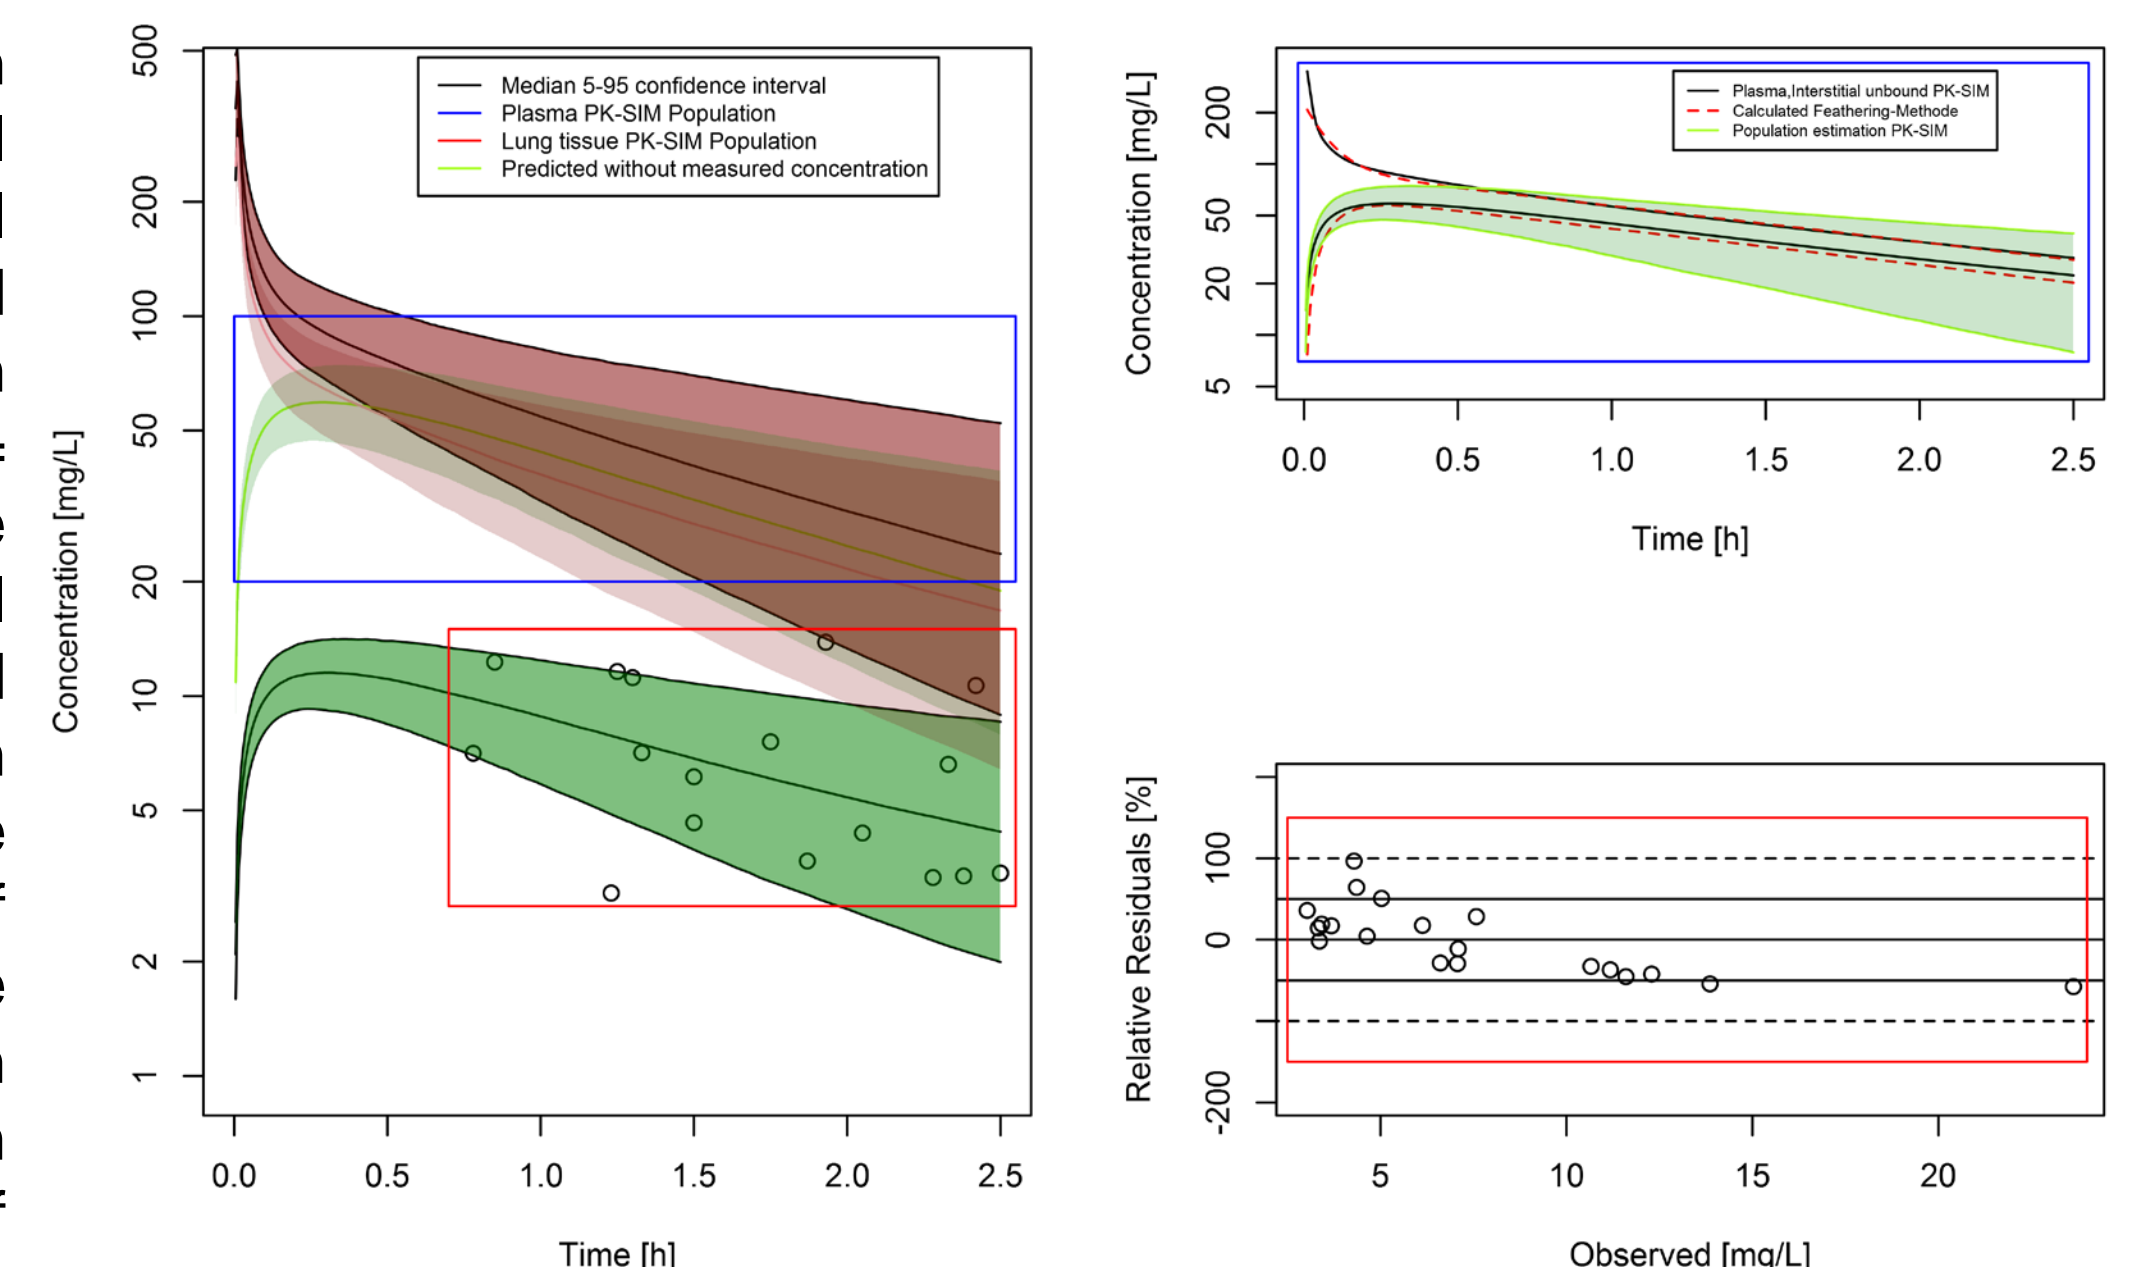 500
200
100
50
20
10
5
2
1
Concentration [mg/L]
Median 5-95 confidence interval
Plasma PK-SIM Population
Lung tissue PK-SIM Population
Predicted without measured concentration
0.0 0.5 1.0 1.5 2.0 2.5
Time [h]
200
50
20
5
Concentration [mg/L]
Plasma,Interstitial unbound PK-SIM
Calculated Feathering-Methode
Population estimation PK-SIM
0.0 0.5 1.0 1.5 2.0 2.5
Time [h]
100
0
-200
Relative Residuals [%]
5 10 15 20
Observed [mg/L]